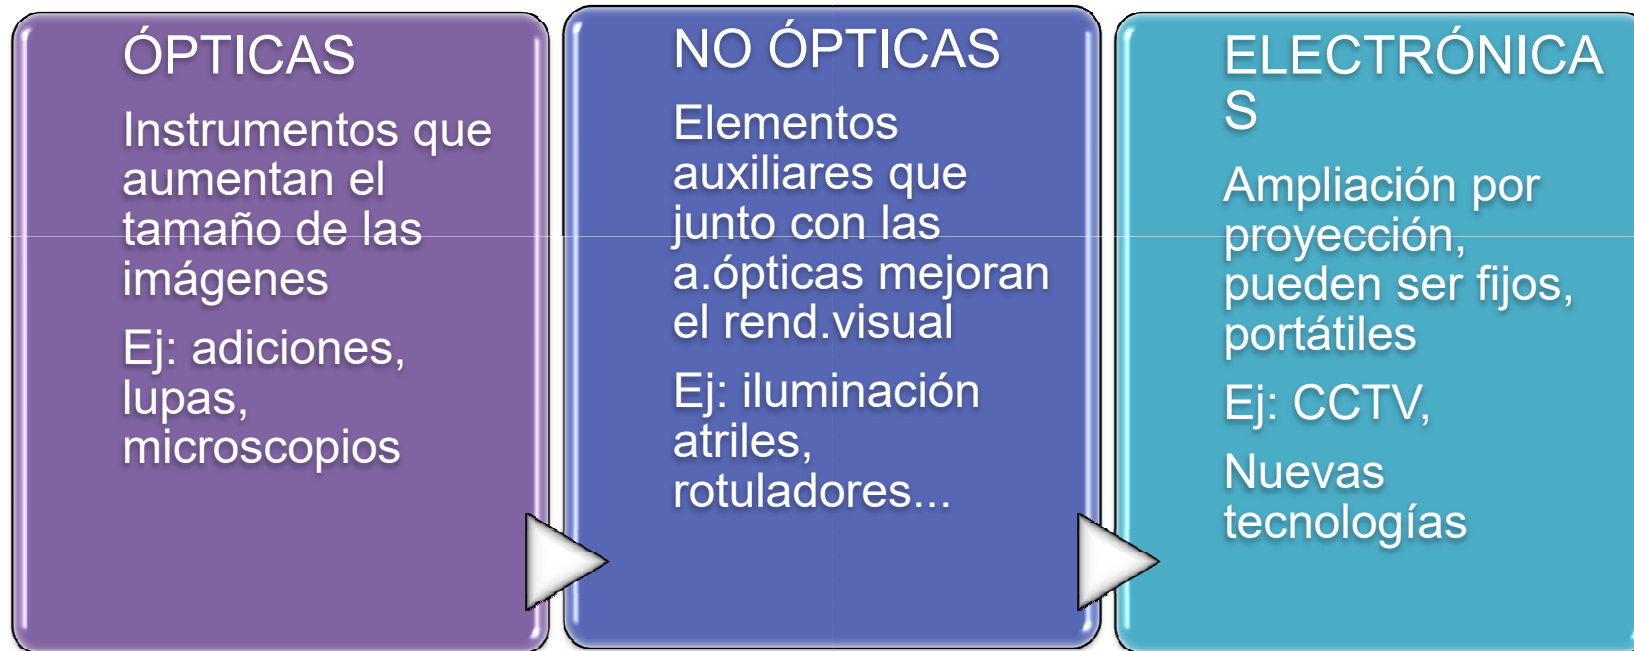 ÓPTICAS
Instrumentos que
aumentan el
tamaño de las
imágenes
Ej: adiciones,
lupas,
microscopios
NO ÓPTICAS
Elementos
auxiliares que
junto con las
a.ópticas mejoran
el rend.visual
Ej: iluminación
atriles,
rotuladores...
ELECTRÓNICA
S
Ampliación por
proyección,
pueden ser fijos,
portátiles
Ej: CCTV,
Nuevas
tecnologías